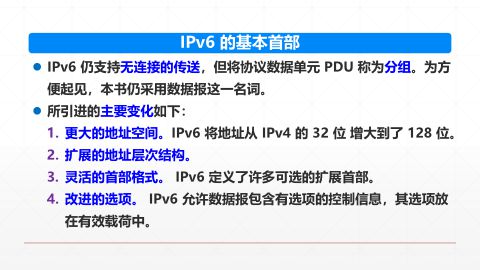 IPv6 的基本首部
IPv6 仍支持无连接的传送，但将协议数据单元 PDU 称为分组。为方
便起见，本书仍采用数据报这一名词。
所引进的主要变化如下：
1. 更大的地址空间。IPv6 将地址从 IPv4 的 32 位 增大到了 128 位。
2. 扩展的地址层次结构。
3. 灵活的首部格式。 IPv6 定义了许多可选的扩展首部。
4. 改进的选项。 IPv6 允许数据报包含有选项的控制信息，其选项放
在有效载荷中。